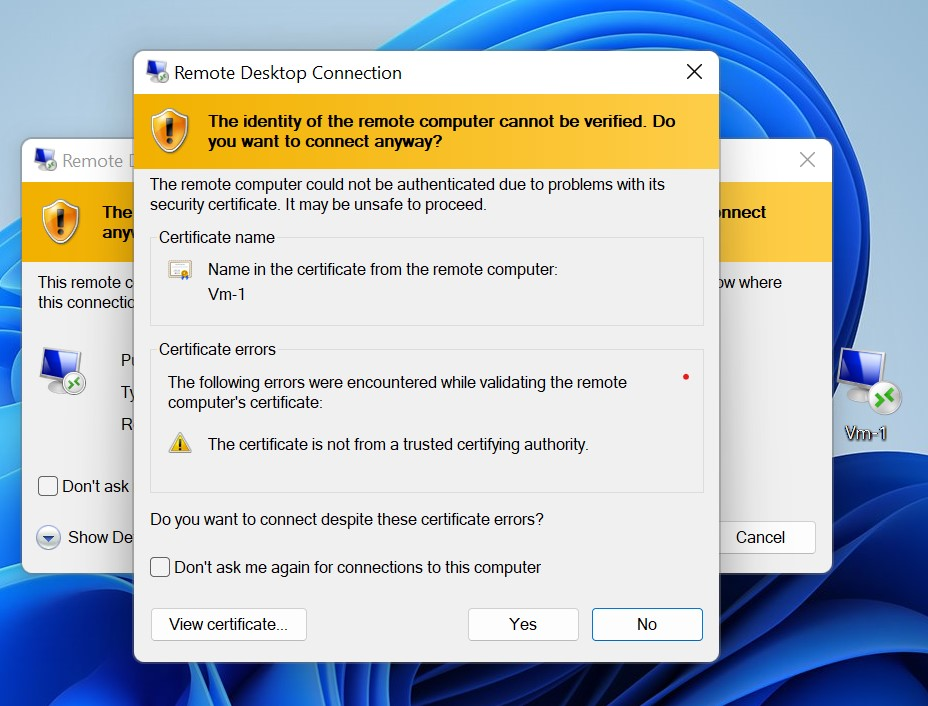 Remote Desktop Connection
The identity of the remote computer cannot be verified. Do
you want to connect anyway?
The remote computer could not be authenticated due to problems with its
security certificate. It may be unsafe to proceed.
Certificate name
Name in the certificate from the remote computer:
Vm-1
Certificate errors
The following errors were encountered while validating the remote
computer's certificate:
The certificate is not from a trusted certifying authority.
Do you want to connect despite these certificate errors?
Don't ask me again for connections to this computer
View certificate...
Yes
No
Remote
The
any
nnect
This remote c
ow where
this connectio
Pu
Ty
R
Don't ask
Show De
Cancel
Vm-1